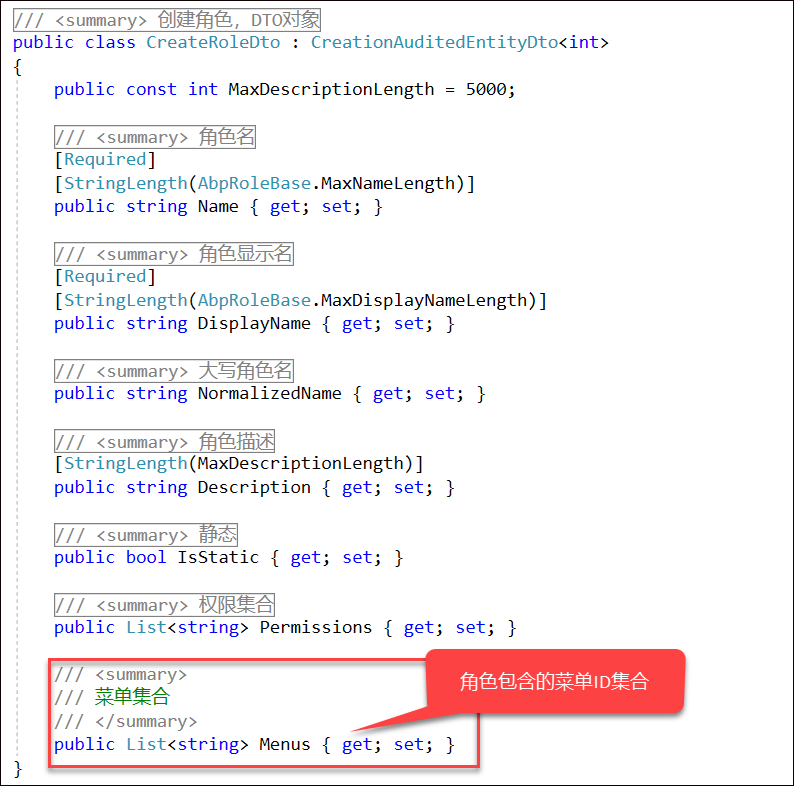 /// <summary> 创建角色，DTO对象
public class CreateRoleDto : CreationAuditedEntityDto<int>
{
public const int MaxDescriptionLength = 5000;
/// <summary> 角色名
[Required]
[StringLength(AbpRoleBase.MaxNameLength)]
public string Name { get; set; }
/// <summary> 角色显示名
[Required]
[StringLength(AbpRoleBase.MaxDisplayNameLength)]
public string DisplayName { get; set; }
/// <summary> 大写角色名
public string NormalizedName { get; set; }
/// <summary> 角色描述
[StringLength(MaxDescriptionLength)]
public string Description { get; set; }
/// <summary> 静态
public bool IsStatic { get; set; }
/// <summary> 权限集合
public List<string> Permissions { get; set; }
/// <summary>
角色包含的菜单ID集合
/// 菜单集合
/// </summary>
public List<string> Menus { get; set; }
}